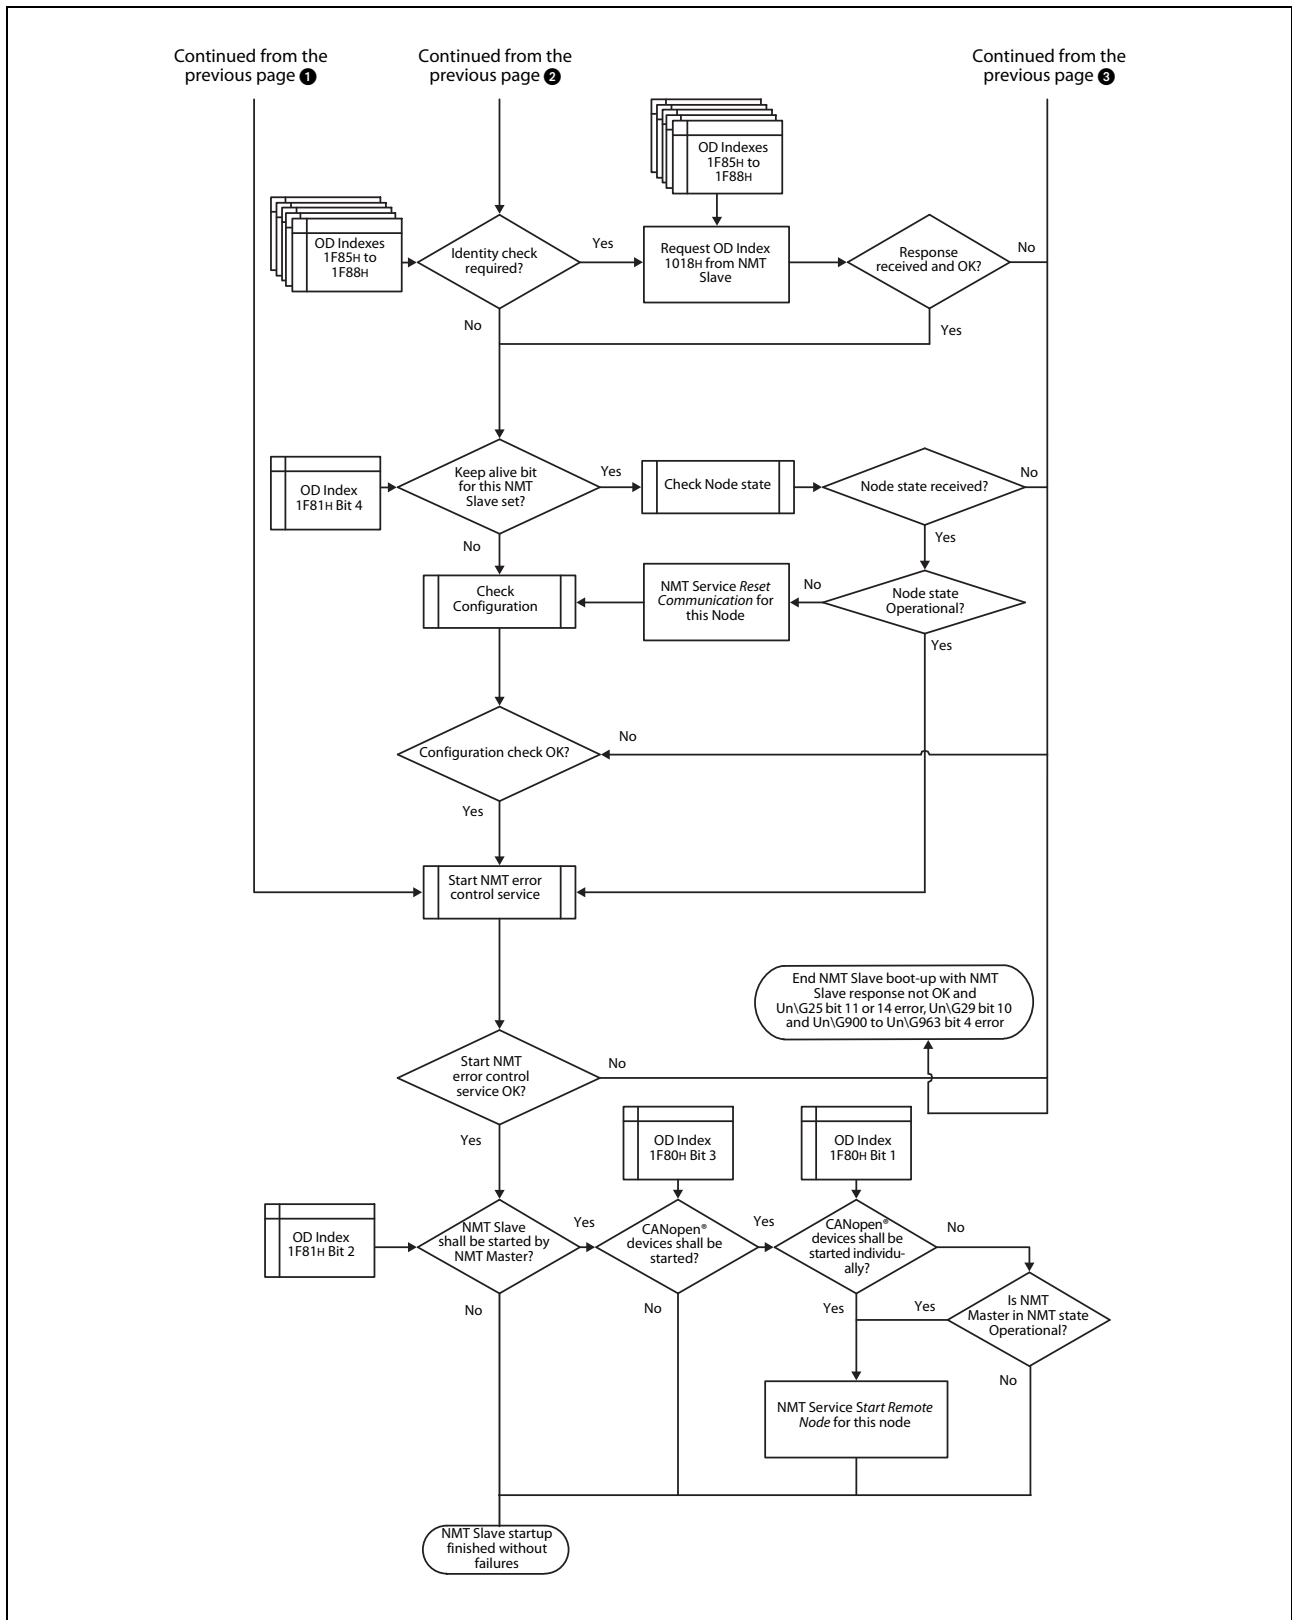 Continued from the
previous page ❶
Continued from the
previous page ❷
Continued from the
previous page ❸
OD Indexes
1F85H to
1F88H
OD Indexes
1F85H to
1F88H
Identity check
required?
Yes
Request OD Index
1018H from NMT
Slave
Response
received and OK?
No
No
Yes
OD Index
1F81H Bit 4
Keep alive bit
for this NMT
Slave set?
Yes
Check Node state
Node state received?
No
No
Yes
Check
Configuration
NMT Service Reset
Communication for
this Node
No
Node state
Operational?
Yes
Configuration check OK?
No
Yes
Start NMT error
control service
End NMT Slave boot-up with NMT
Slave response not OK and
Un\G25 bit 11 or 14 error, Un\G29 bit 10
and Un\G900 to Un\G963 bit 4 error
Start NMT
error control
service OK?
No
Yes
OD Index
1F80H Bit 3
OD Index
1F80H Bit 1
OD Index
1F81H Bit 2
NMT Slave
shall be started by
NMT Master?
Yes
CANopen®
devices shall be
started?
Yes
CANopen®
devices shall be
started individu-
ally?
No
No
No
Yes
Yes
Is NMT
Master in NMT state
Operational?
No
NMT Service Start Remote
Node for this node
NMT Slave startup
finished without
failures